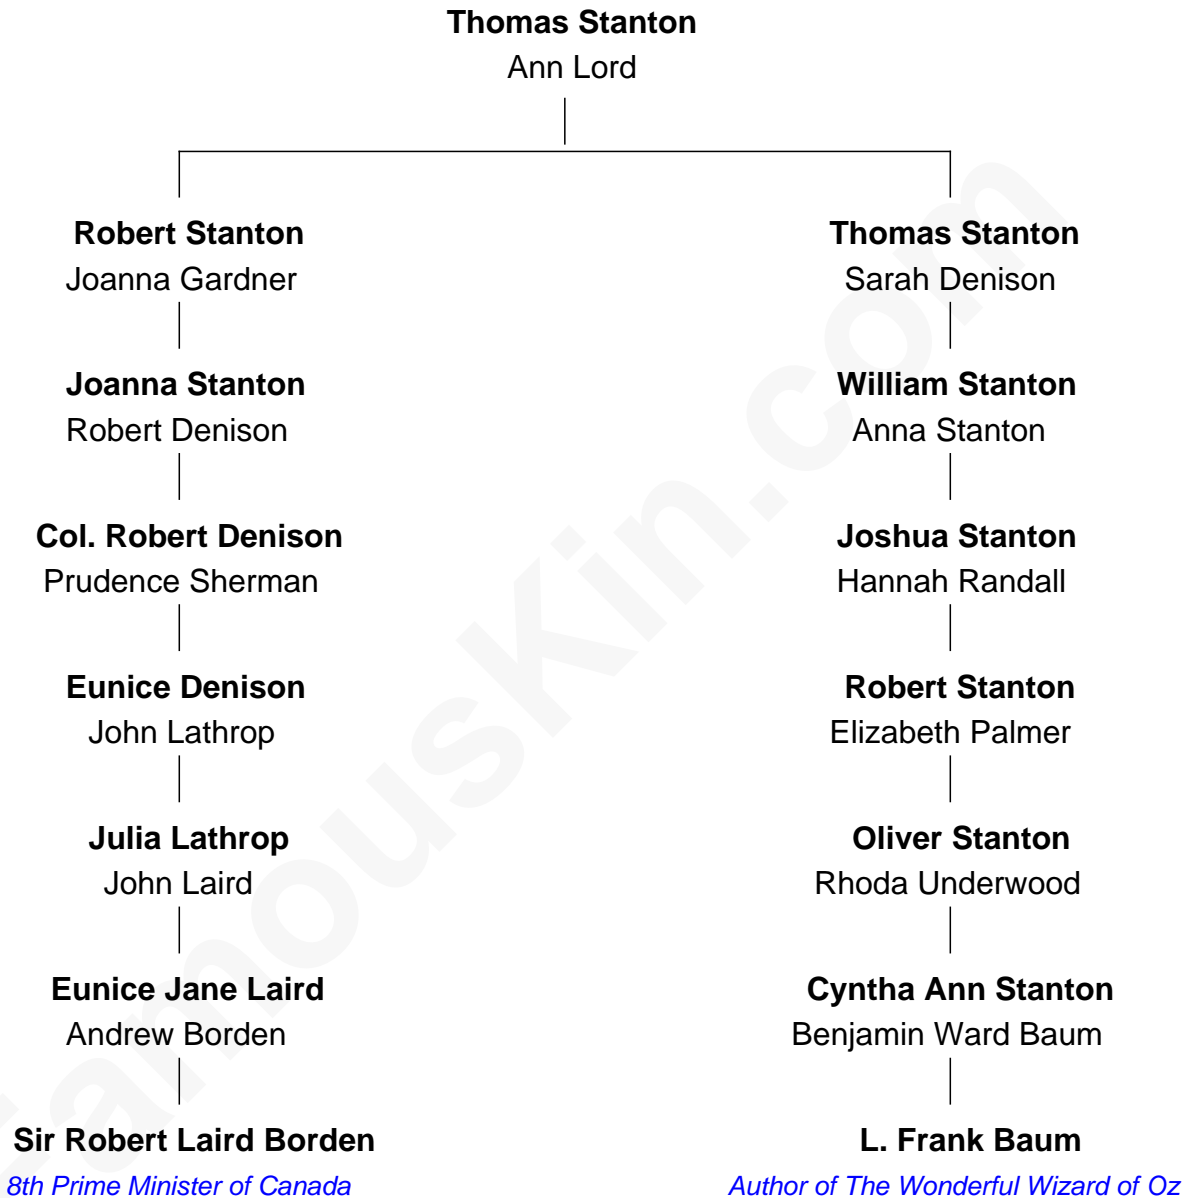 Thomas Stanton
Ann Lord
Robert Stanton
Joanna Gardner
Joanna Stanton
Robert Denison
Col. Robert Denison
Prudence Sherman
Eunice Denison
John Lathrop
Julia Lathrop
John Laird
Eunice Jane Laird
Andrew Borden
Sir Robert Laird Borden
8th Prime Minister of Canada
Thomas Stanton
Sarah Denison
William Stanton
Anna Stanton
Joshua Stanton
Hannah Randall
Robert Stanton
Elizabeth Palmer
Oliver Stanton
Rhoda Underwood
Cyntha Ann Stanton
Benjamin Ward Baum
L. Frank Baum
Author of The Wonderful Wizard of Oz
FamousKin.com